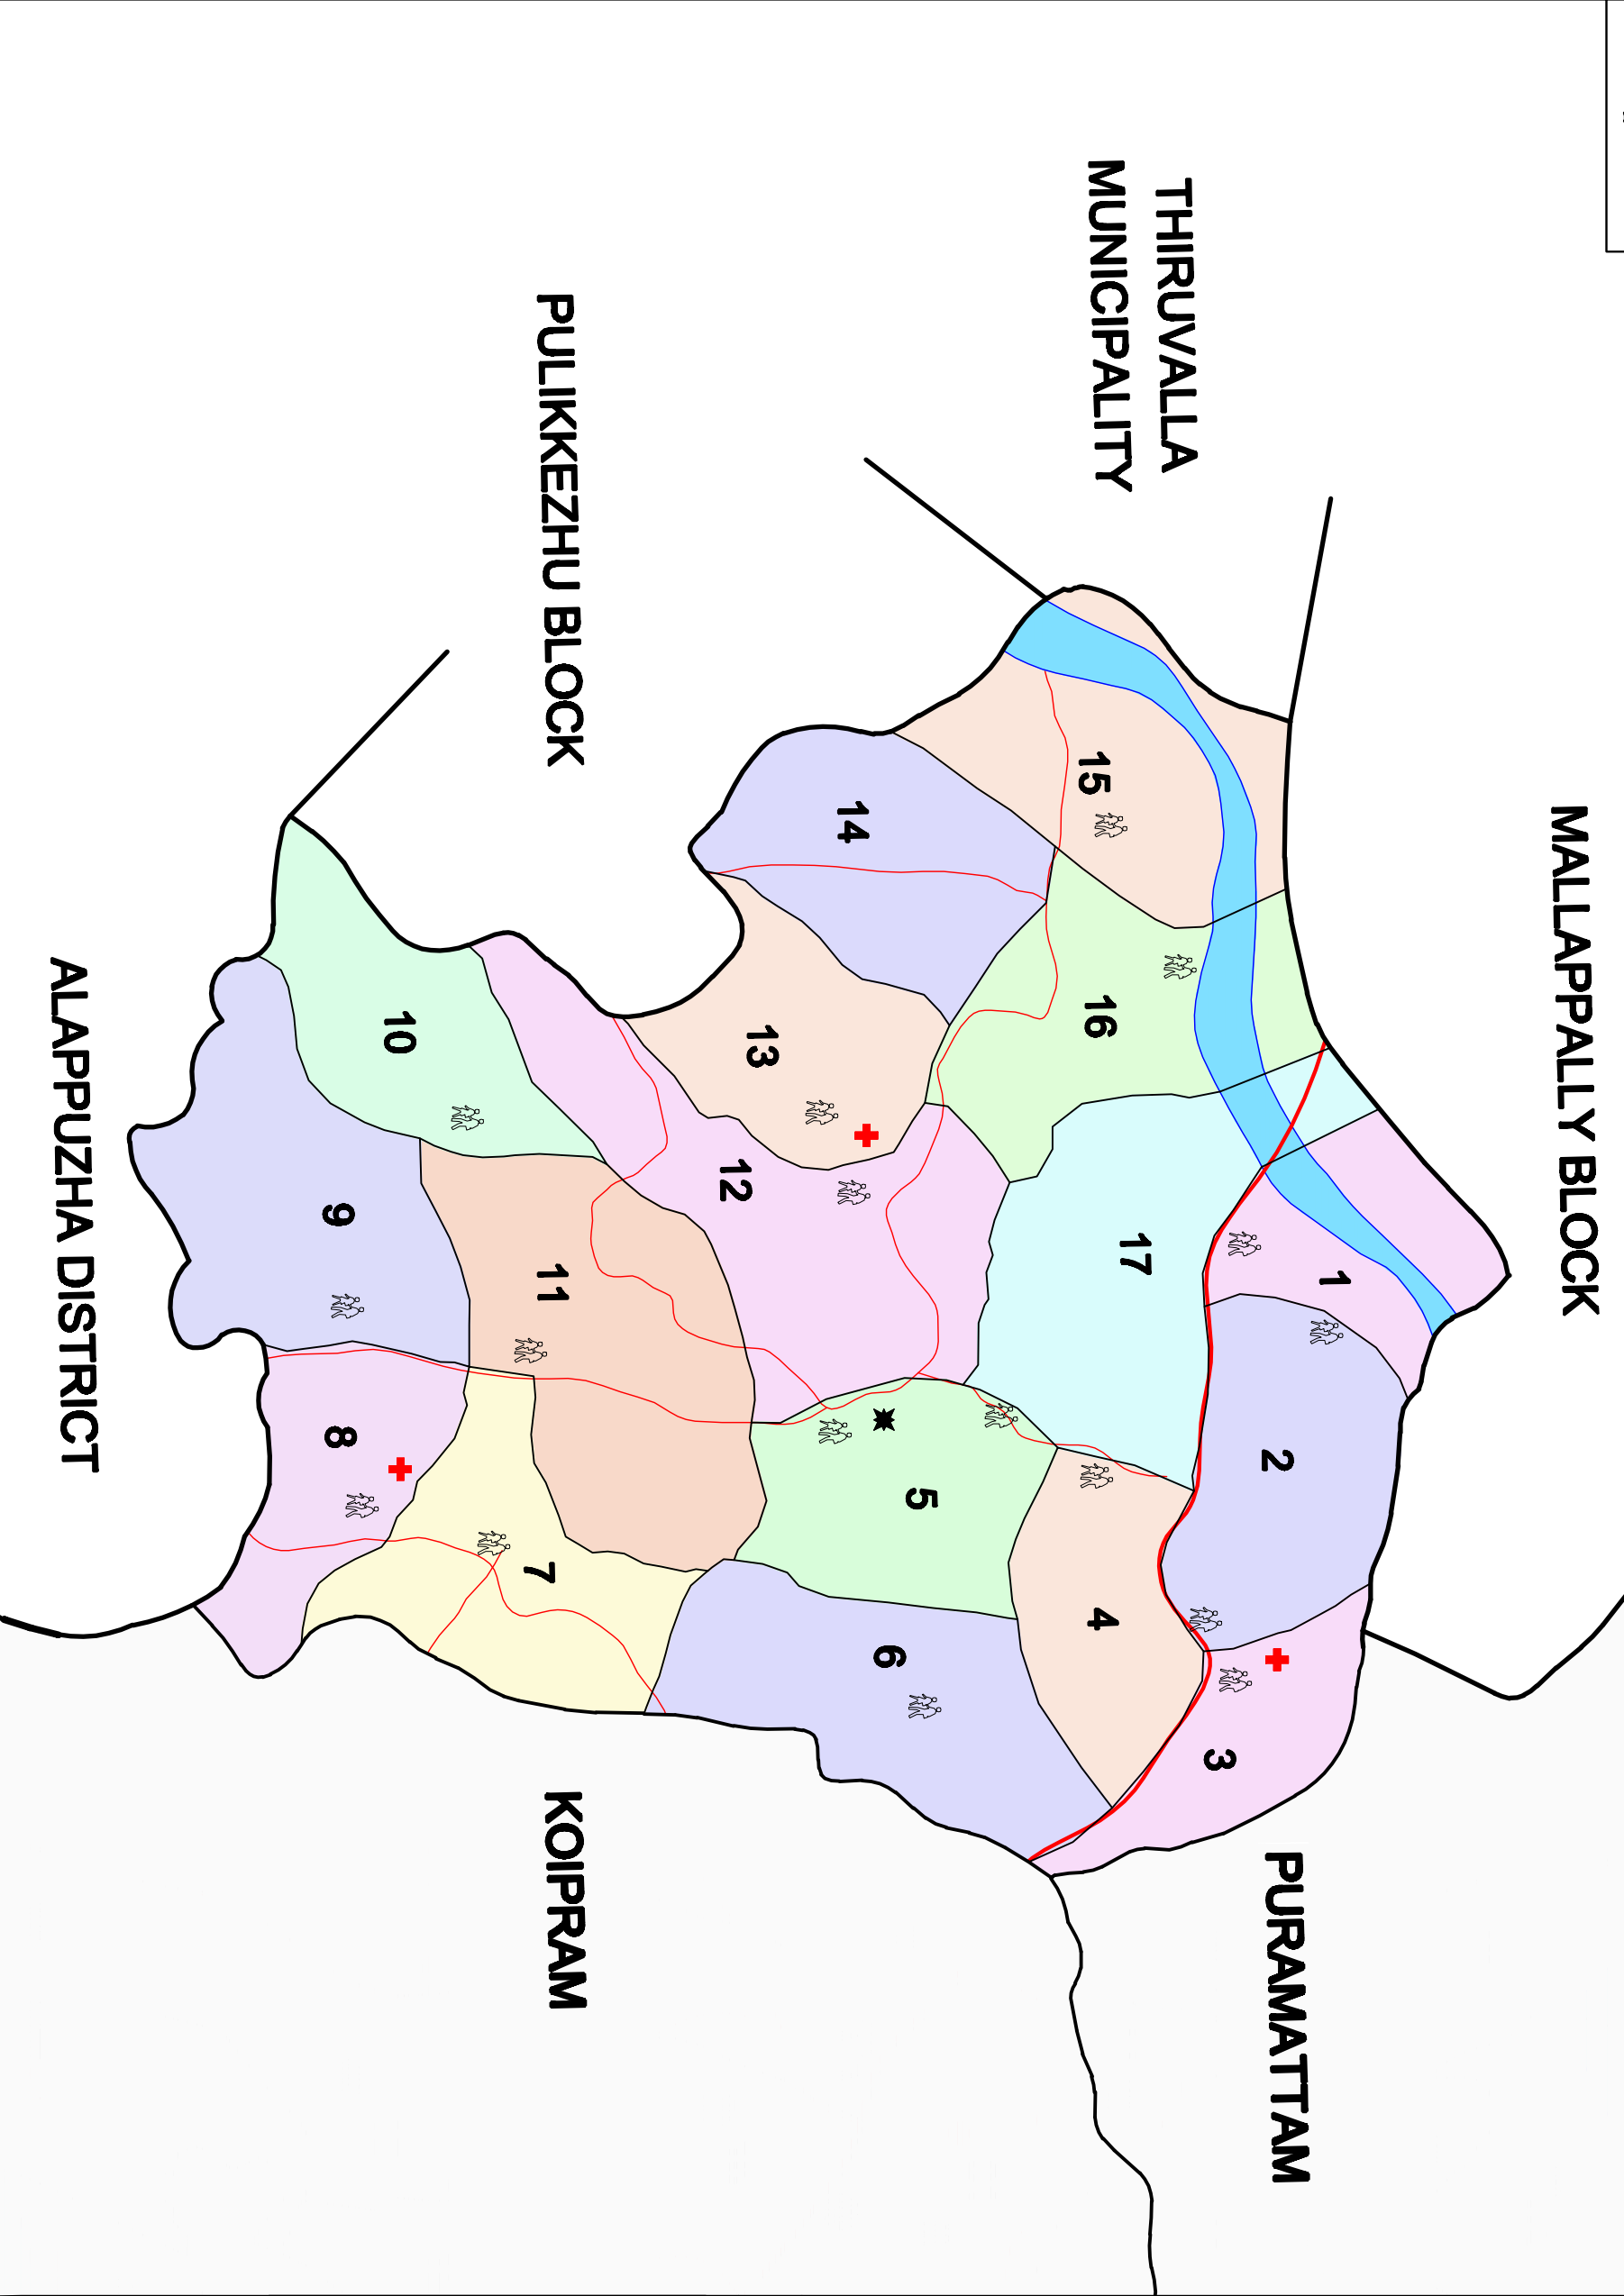 MALLAPPALLY BLOCK
THIRUVALLA
MUNICIPALITY
PURAMATTAM
PULIKKEZHU BLOCK
KOIPRAM
ALAPPUZHA DISTRICT
1
2
3
4
5
6
7
8
9
10
11
12
13
14
15
16
17